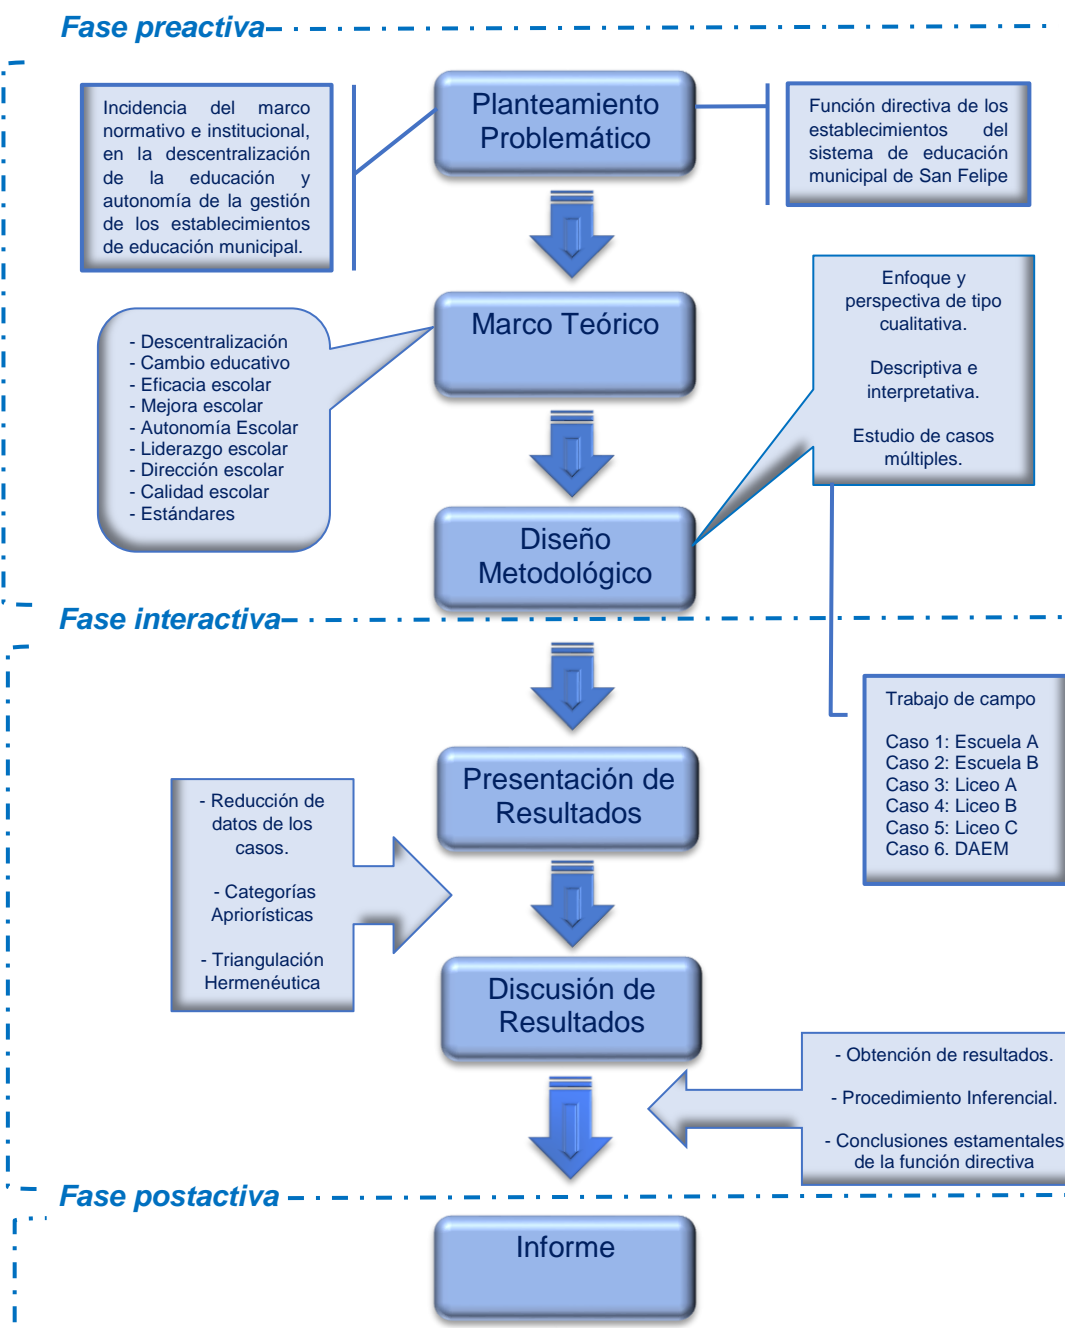 Fase preactiva
Planteamiento
Problemático
Incidencia del marco
normativo e institucional,
en la descentralización
de la educación y
autonomía de la gestión
de los establecimientos
de educación municipal.
Función directiva de los
establecimientos del
sistema de educación
municipal de San Felipe
Marco Teórico
- Descentralización
- Cambio educativo
- Eficacia escolar
- Mejora escolar
- Autonomía Escolar
- Liderazgo escolar
- Dirección escolar
- Calidad escolar
- Estándares
Enfoque y
perspectiva de tipo
cualitativa.
Descriptiva e
interpretativa.
Estudio de casos
múltiples.
Diseño
Metodológico
Fase interactiva
Trabajo de campo
Caso 1: Escuela A
Caso 2: Escuela B
Caso 3: Liceo A
Caso 4: Liceo B
Caso 5: Liceo C
Caso 6. DAEM
Presentación de
Resultados
- Reducción de
datos de los
casos.
- Categorías
Apriorísticas
- Triangulación
Hermenéutica
Discusión de
Resultados
- Obtención de resultados.
- Procedimiento Inferencial.
- Conclusiones estamentales
de la función directiva
Fase postactiva
Informe